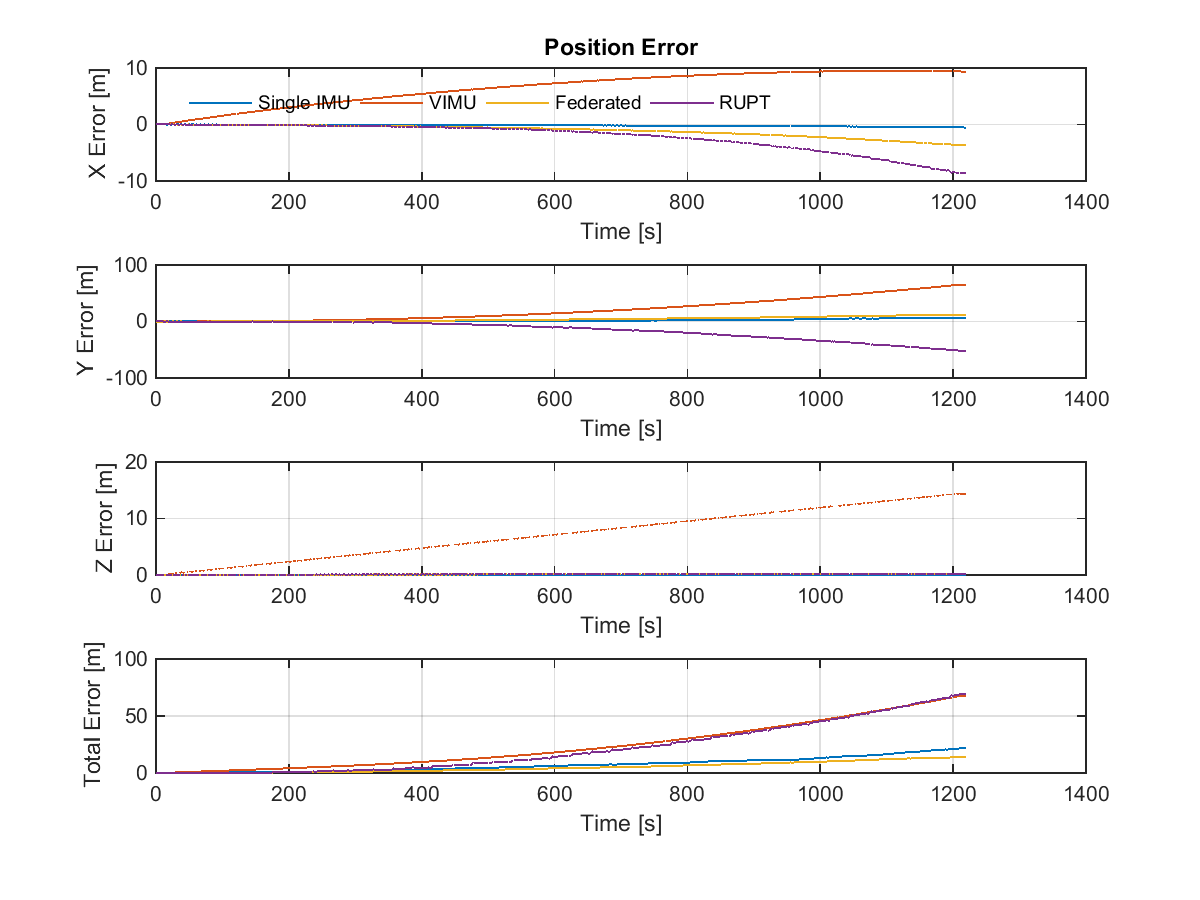 Position Error
X Error [m]
10
0
-10
Single IMU VIMU Federated RUPT
0 200 400 600 800 1000 1200 1400
Time [s]
Y Error [m]
100
0
-100
0 200 400 600 800 1000 1200 1400
Time [s]
Z Error [m]
20
10
0
0 200 400 600 800 1000 1200 1400
Time [s]
Total Error [m]
100
50
0
0 200 400 600 800 1000 1200 1400
Time [s]